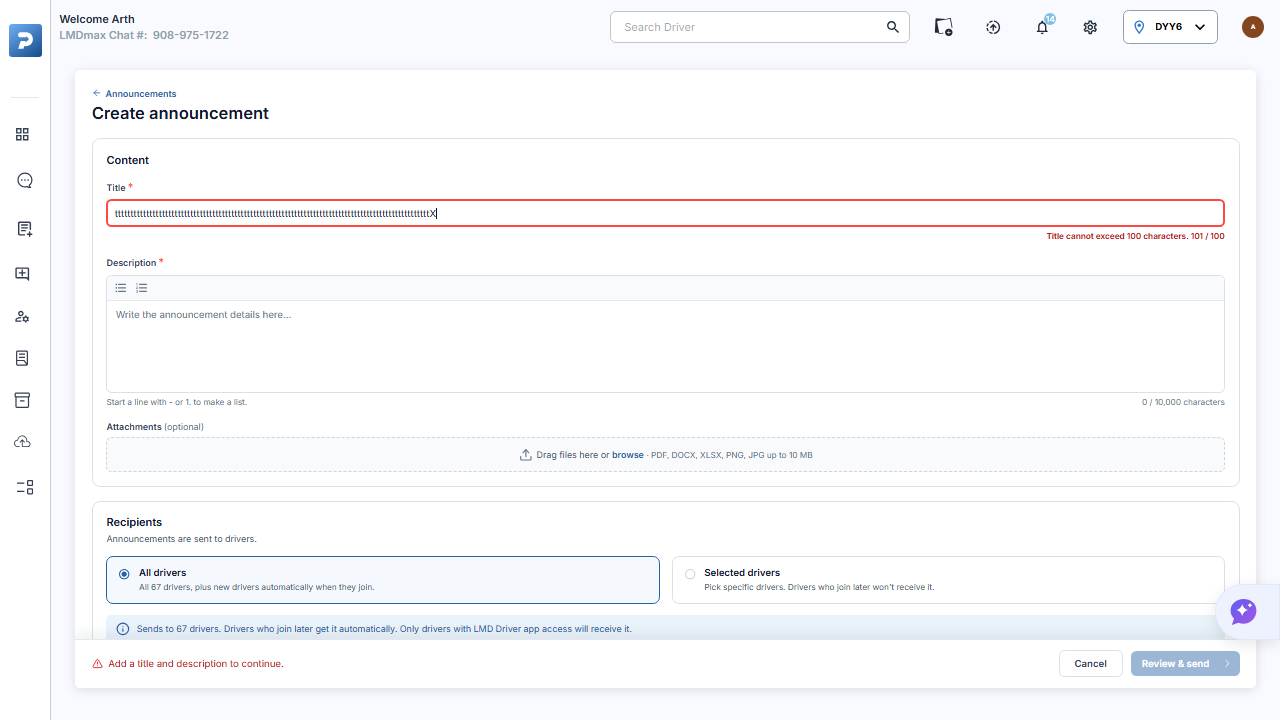 Welcome Arth
LMDmax Chat #: 908-975-1722
Search Driver
14
DYY6
A
Announcements
Create announcement
Content
Title *
ttttttttttttttttttttttttttttttttttttttttttttttttttttttttttttttttttttttttttttttttttttttttttttttttttttX
Title cannot exceed 100 characters. 101 / 100
Description *
Write the announcement details here...
Start a line with - or 1. to make a list.
0 / 10,000 characters
Attachments (optional)
Drag files here or browse · PDF, DOCX, XLSX, PNG, JPG up to 10 MB
Recipients
Announcements are sent to drivers.
All drivers
All 67 drivers, plus new drivers automatically when they join.
Selected drivers
Pick specific drivers. Drivers who join later won't receive it.
Sends to 67 drivers. Drivers who join later get it automatically. Only drivers with LMD Driver app access will receive it.
Add a title and description to continue.
Cancel
Review & send